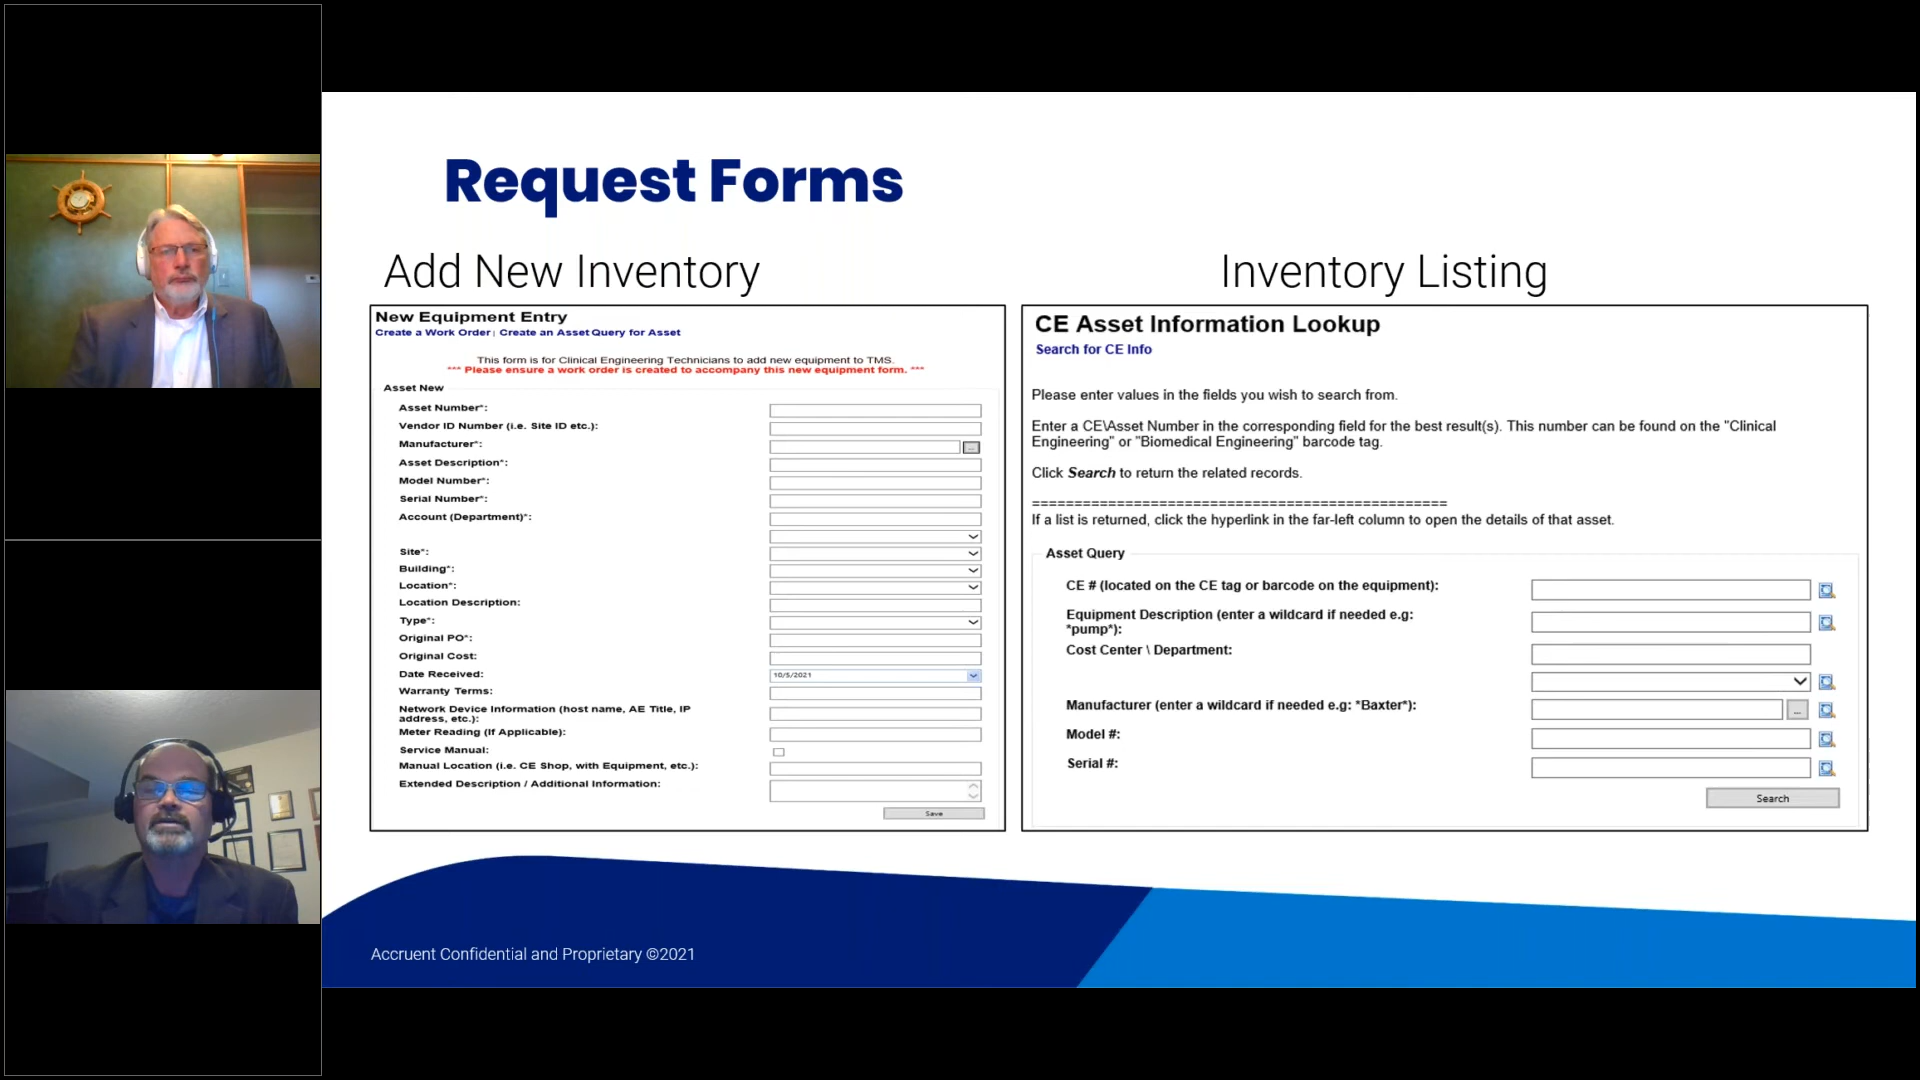 Request Forms
Add New Inventory
New Equipment Entry
Create a Work Order | Create an Asset Query for Asset
This form is for Clinical Engineering Technicians to add new equipment to TMS.
*** Please ensure a work order is created to accompany this new equipment form. ***
Asset New
Asset Number*:
Vendor ID Number (i.e. Site ID etc.):
Manufacturer*:
...
Asset Description*:
Model Number*:
Serial Number*:
Account (Department)*:
Site*:
Building*:
Location*:
Location Description:
Type*:
Original PO*:
Original Cost:
Date Received:
10/5/2021
Warranty Terms:
Network Device Information (host name, AE Title, IP
address, etc.):
Meter Reading (If Applicable):
Service Manual:
Manual Location (i.e. CE Shop, with Equipment, etc.):
Extended Description / Additional Information:
Save
Inventory Listing
CE Asset Information Lookup
Search for CE Info
Please enter values in the fields you wish to search from.
Enter a CE\Asset Number in the corresponding field for the best result(s). This number can be found on the "Clinical
Engineering" or "Biomedical Engineering" barcode tag.
Click Search to return the related records.
=================================================
If a list is returned, click the hyperlink in the far-left column to open the details of that asset.
Asset Query
CE # (located on the CE tag or barcode on the equipment):
Equipment Description (enter a wildcard if needed e.g:
*pump*):
Cost Center \ Department:
Manufacturer (enter a wildcard if needed e.g: *Baxter*):
...
Model #:
Serial #:
Search
Accruent Confidential and Proprietary ©2021